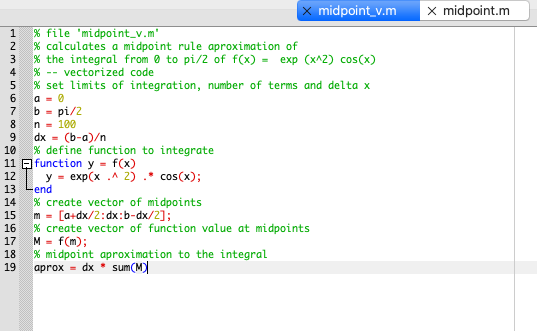 midpoint_v.m midpoint.m
1 % file 'midpoint_v.m'
2 % calculates a midpoint rule aproximation of
3 % the integral from 0 to pi/2 of f(x) =  exp (x^2) cos(x)
4 % -- vectorized code
5 % set limits of integration, number of terms and delta x
6 a = 0
7 b = pi/2
8 n = 100
9 dx = (b-a)/n
10 % define function to integrate
11 function y = f(x)
12   y = exp(x .^ 2) .* cos(x);
13 end
14 % create vector of midpoints
15 m = [a+dx/2:dx:b-dx/2];
16 % create vector of function value at midpoints
17 M = f(m);
18 % midpoint aproximation to the integral
19 aprox = dx * sum(M)